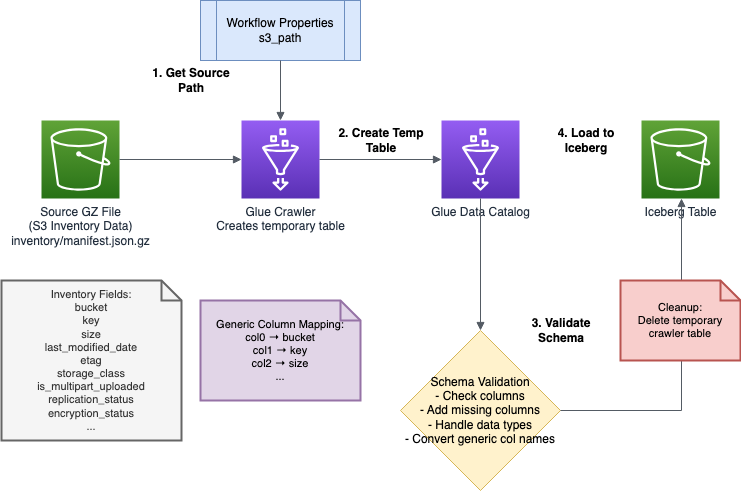 Workflow Properties
s3_path
1. Get Source
Path
2. Create Temp
Table
4. Load to
Iceberg
Source GZ File
(S3 Inventory Data)
inventory/manifest.json.gz
Glue Crawler
Creates temporary table
Glue Data Catalog
Iceberg Table
Inventory Fields:
bucket
key
size
last_modified_date
etag
storage_class
is_multipart_uploaded
replication_status
encryption_status
...
Generic Column Mapping:
col0 → bucket
col1 → key
col2 → size
...
3. Validate
Schema
Cleanup:
Delete temporary
crawler table
Schema Validation
- Check columns
- Add missing columns
- Handle data types
- Convert generic col names